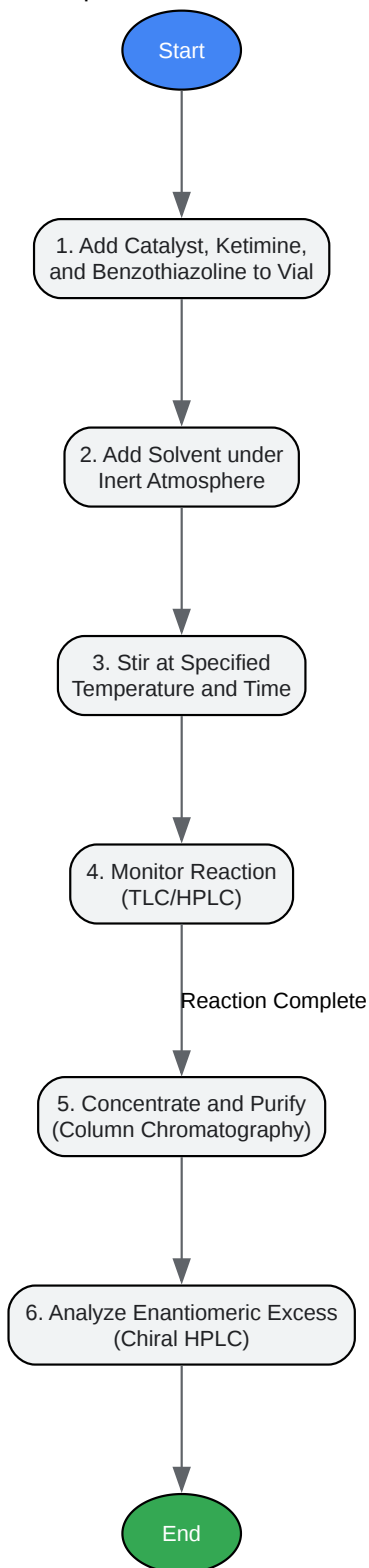 Start
1. Add Catalyst, Ketimine,
and Benzothiazoline to Vial
2. Add Solvent under
Inert Atmosphere
3. Stir at Specified
Temperature and Time
4. Monitor Reaction
(TLC/HPLC)
Reaction Complete
5. Concentrate and Purify
(Column Chromatography)
6. Analyze Enantiomeric Excess
(Chiral HPLC)
End